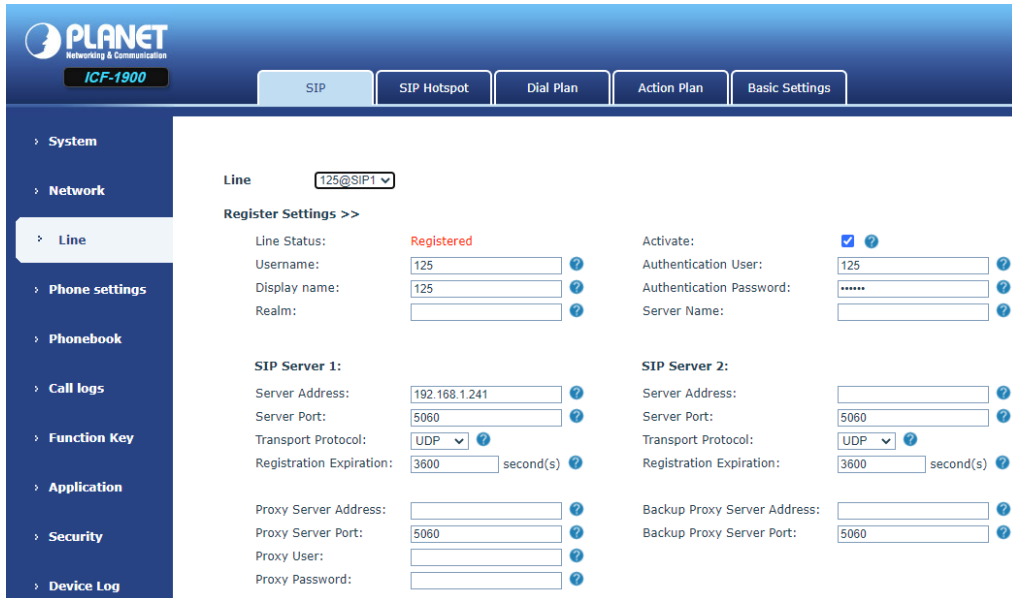 PLANET
Networking & Communication
ICF-1900
SIP
SIP Hotspot
Dial Plan
Action Plan
Basic Settings
› System
› Network
› Line
› Phone settings
› Phonebook
› Call logs
› Function Key
› Application
› Security
› Device Log
Line 125@SIP1
Register Settings >>
Line Status: Registered Activate: ?
Username: 125 ? Authentication User: 125 ?
Display name: 125 ? Authentication Password: •••••• ?
Realm: ? Server Name: ?
SIP Server 1: SIP Server 2:
Server Address: 192.168.1.241 ? Server Address: ?
Server Port: 5060 ? Server Port: 5060 ?
Transport Protocol: UDP ? Transport Protocol: UDP ?
Registration Expiration: 3600 second(s) ? Registration Expiration: 3600 second(s) ?
Proxy Server Address: ? Backup Proxy Server Address: ?
Proxy Server Port: 5060 ? Backup Proxy Server Port: 5060 ?
Proxy User: ?
Proxy Password: ?